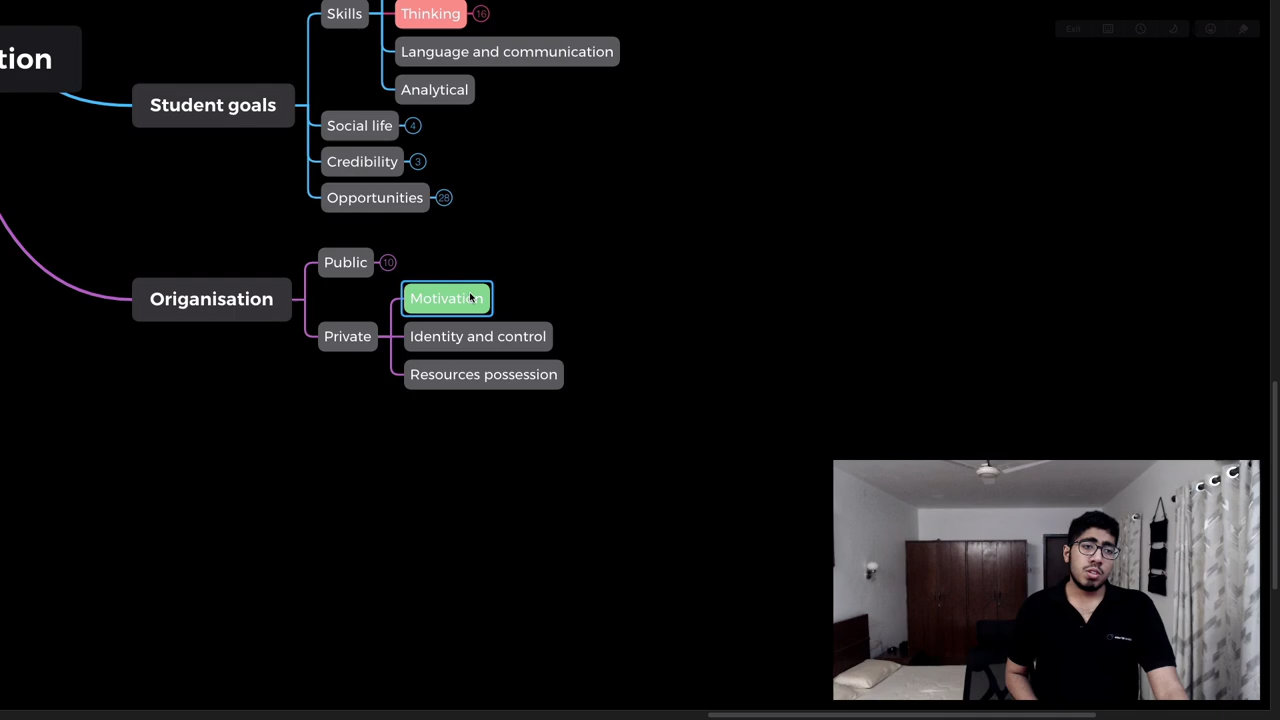 tion
Skills
Thinking
16
Language and communication
Analytical
Student goals
Social life
4
Credibility
3
Opportunities
28
Origanisation
Public
10
Motivation
Private
Identity and control
Resources possession
Exit